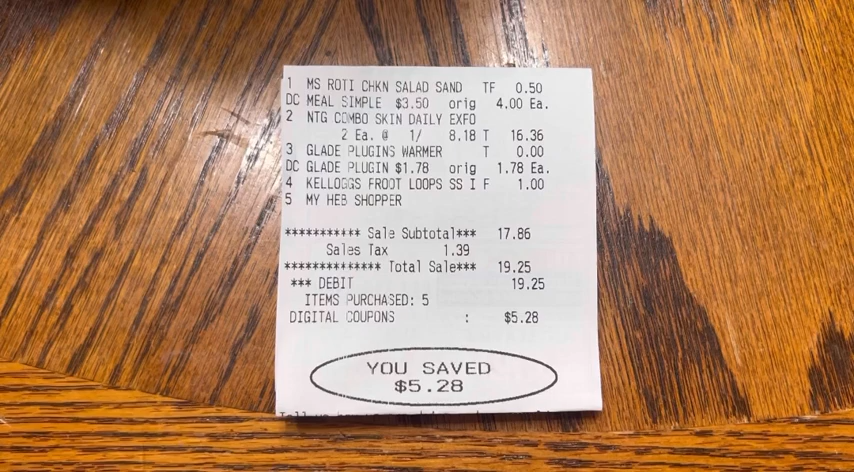 1 MS ROTI CHKN SALAD SAND TF 0.50
DC MEAL SIMPLE $3.50 orig 4.00 Ea.
2 NTG COMBO SKIN DAILY EXFO
2 Ea. @ 1/ 8.18 T 16.36
3 GLADE PLUGINS WARMER T 0.00
DC GLADE PLUGIN $1.78 orig 1.78 Ea.
4 KELLOGGS FROOT LOOPS SS I F 1.00
5 MY HEB SHOPPER
*********** Sale Subtotal*** 17.86
Sales Tax 1.39
************** Total Sale*** 19.25
*** DEBIT 19.25
ITEMS PURCHASED: 5
DIGITAL COUPONS : $5.28
YOU SAVED
$5.28